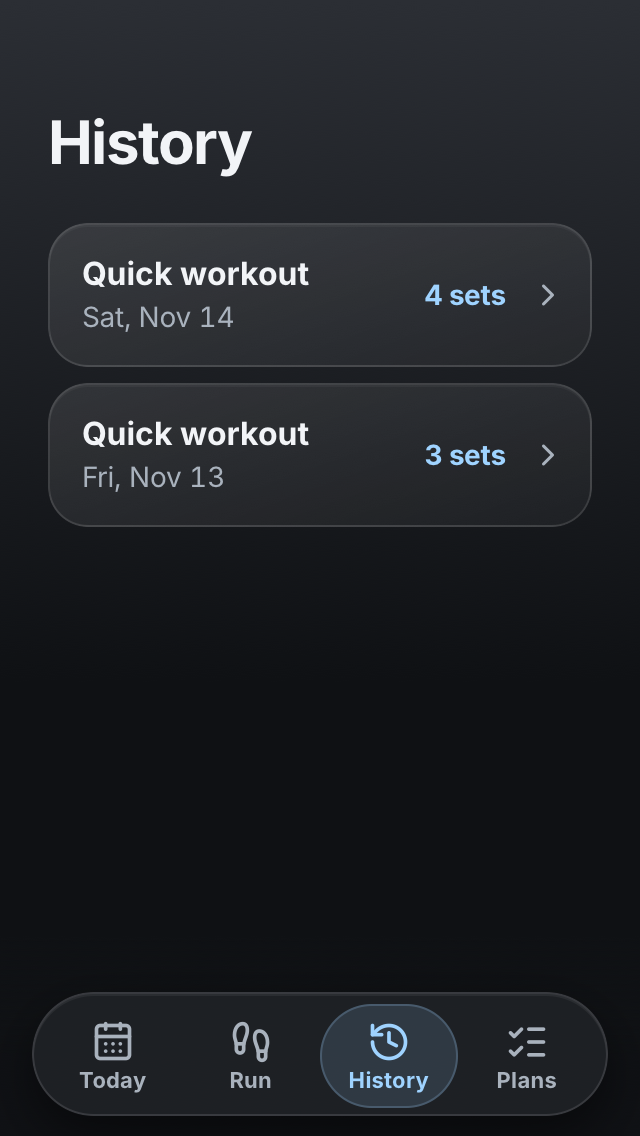 History
Quick workout
Sat, Nov 14
4 sets
Quick workout
Fri, Nov 13
3 sets
Today
Run
History
Plans